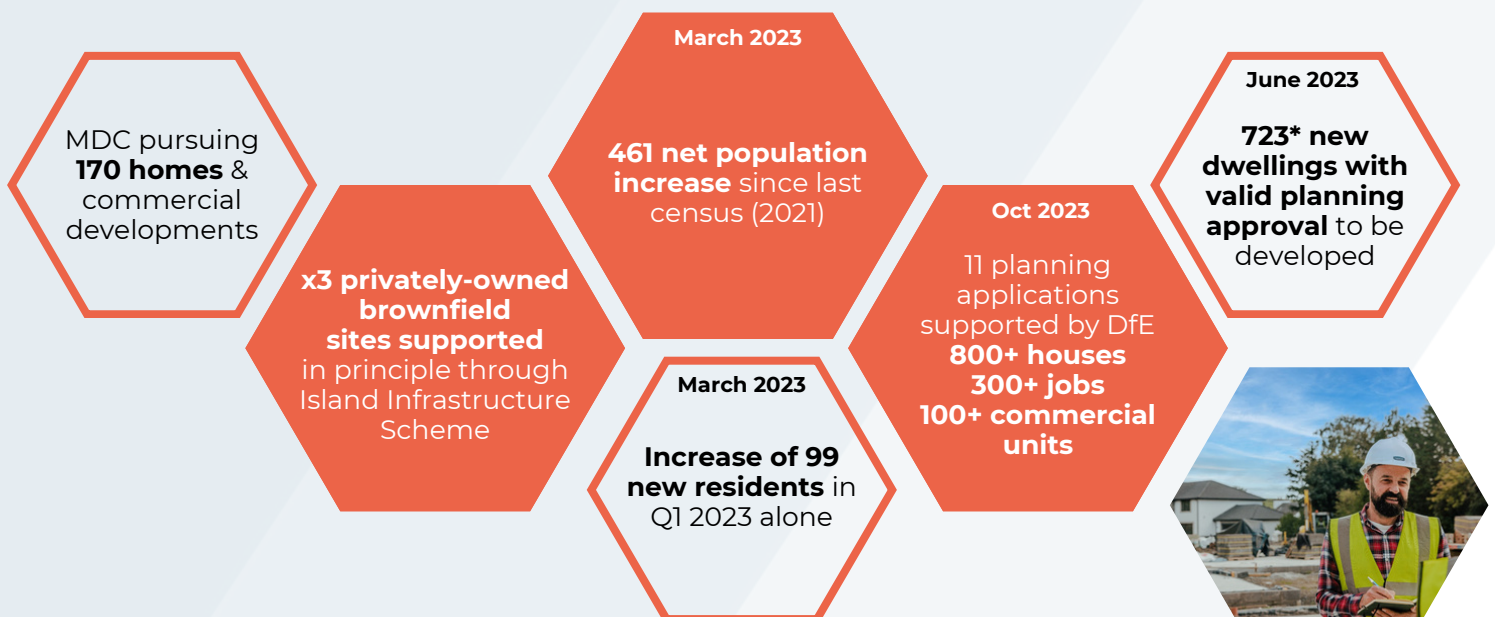 MDC pursuing
170 homes &
commercial
developments
x3 privately-owned
brownfield
sites supported
in principle through
Island Infrastructure
Scheme
March 2023
461 net population
increase since last
census (2021)
March 2023
Increase of 99
new residents in
Q1 2023 alone
Oct 2023
11 planning
applications
supported by DfE
800+ houses
300+ jobs
100+ commercial
units
June 2023
723* new
dwellings with
valid planning
approval to be
developed